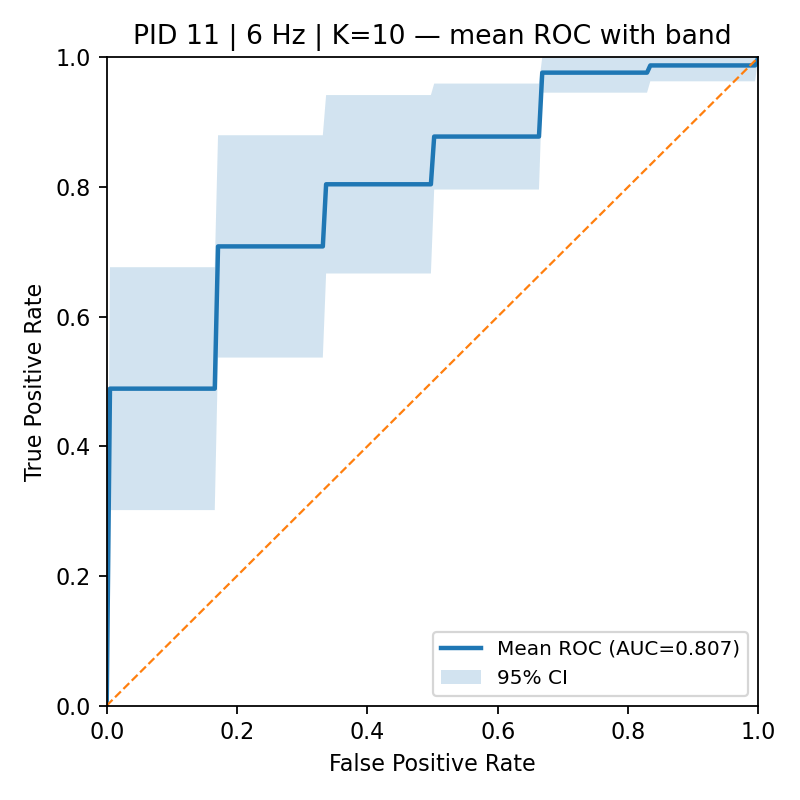 PID 11 | 6 Hz | K=10 — mean ROC with band
True Positive Rate
1.0
0.8
0.6
0.4
0.2
0.0
Mean ROC (AUC=0.807)
95% CI
0.0 0.2 0.4 0.6 0.8 1.0
False Positive Rate